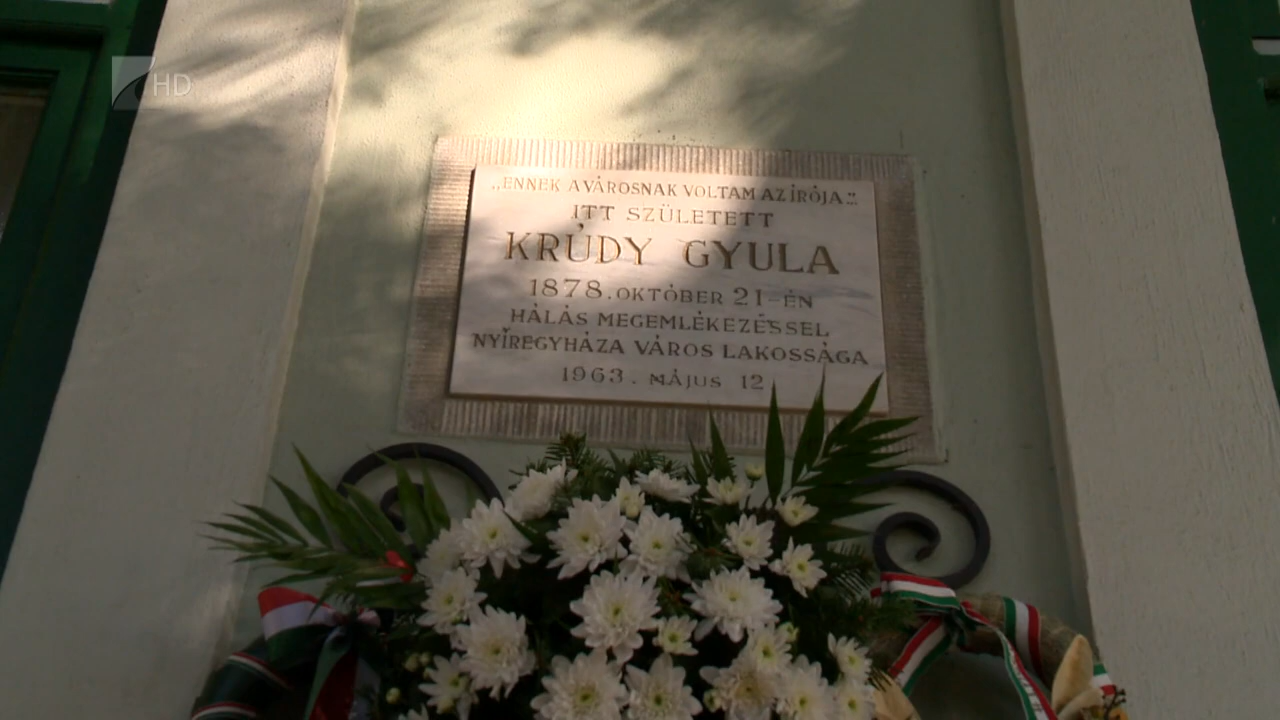 HD
„ENNEK A VÁROSNAK VOLTAM AZ ÍRÓJA..."
ITT SZÜLETETT
KRÚDY GYULA
1878. OKTÓBER 21-ÉN
HÁLÁS MEGEMLÉKEZÉSSEL
NYÍREGYHÁZA VÁROS LAKOSSÁGA
1963. MÁJUS 12